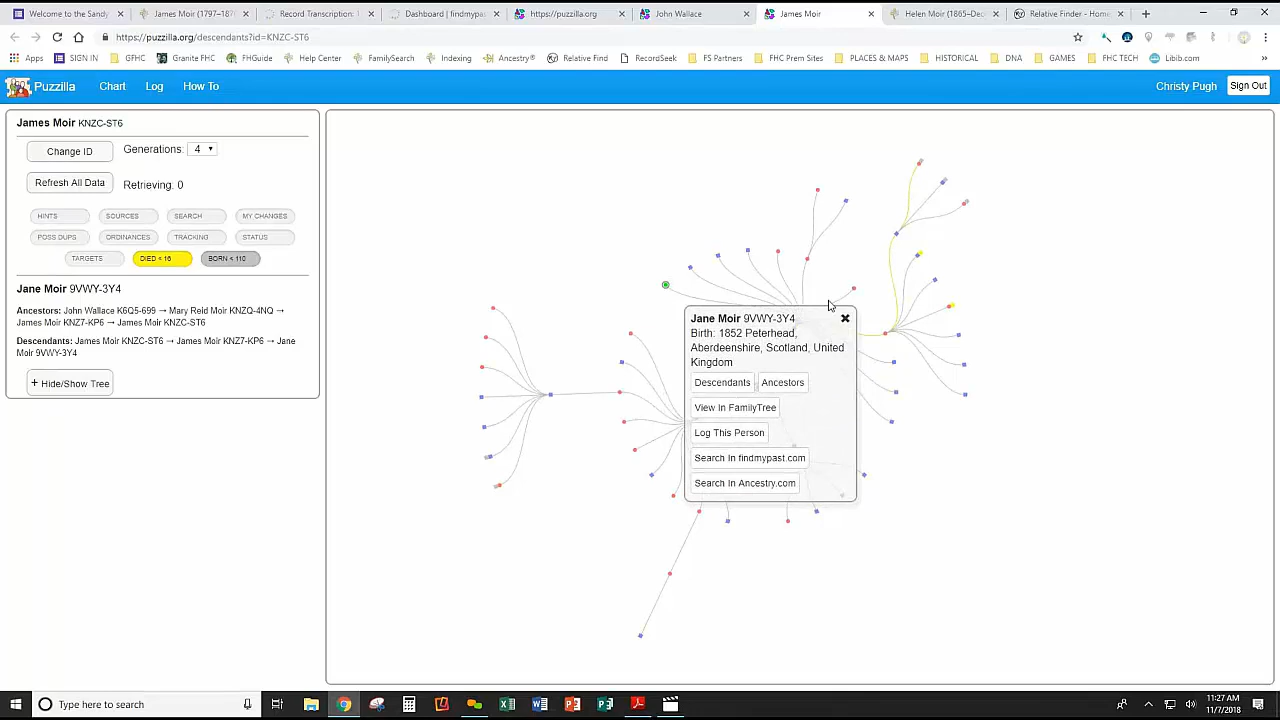 Welcome to the Sandy
James Moir (1797–18
Record Transcription:
Dashboard | findmypast
https://puzzilla.org
John Wallace
James Moir
Helen Moir (1865–Dec
Relative Finder - Home
https://puzzilla.org/descendants?id=KNZC-ST6
Apps
SIGN IN
GFHC
Granite FHC
FHGuide
Help Center
FamilySearch
Indexing
Ancestry®
Relative Find
RecordSeek
FS Partners
FHC Prem Sites
PLACES & MAPS
HISTORICAL
DNA
GAMES
FHC TECH
Libib.com
»
Puzzilla
Chart
Log
How To
Christy Pugh
Sign Out
James Moir KNZC-ST6
Change ID
Generations: 4
Refresh All Data
Retrieving: 0
HINTS
SOURCES
SEARCH
MY CHANGES
POSS DUPS
ORDINANCES
TRACKING
STATUS
TARGETS
DIED < 16
BORN < 110
Jane Moir 9VWY-3Y4
Ancestors: John Wallace K6Q5-699 → Mary Reid Moir KNZQ-4NQ →
James Moir KNZ7-KP6 → James Moir KNZC-ST6
Descendants: James Moir KNZC-ST6 → James Moir KNZ7-KP6 → Jane
Moir 9VWY-3Y4
+ Hide/Show Tree
Jane Moir 9VWY-3Y4
Birth: 1852 Peterhead,
Aberdeenshire, Scotland, United
Kingdom
Descendants
Ancestors
View In FamilyTree
Log This Person
Search In findmypast.com
Search In Ancestry.com
Type here to search
11:27 AM
11/7/2018